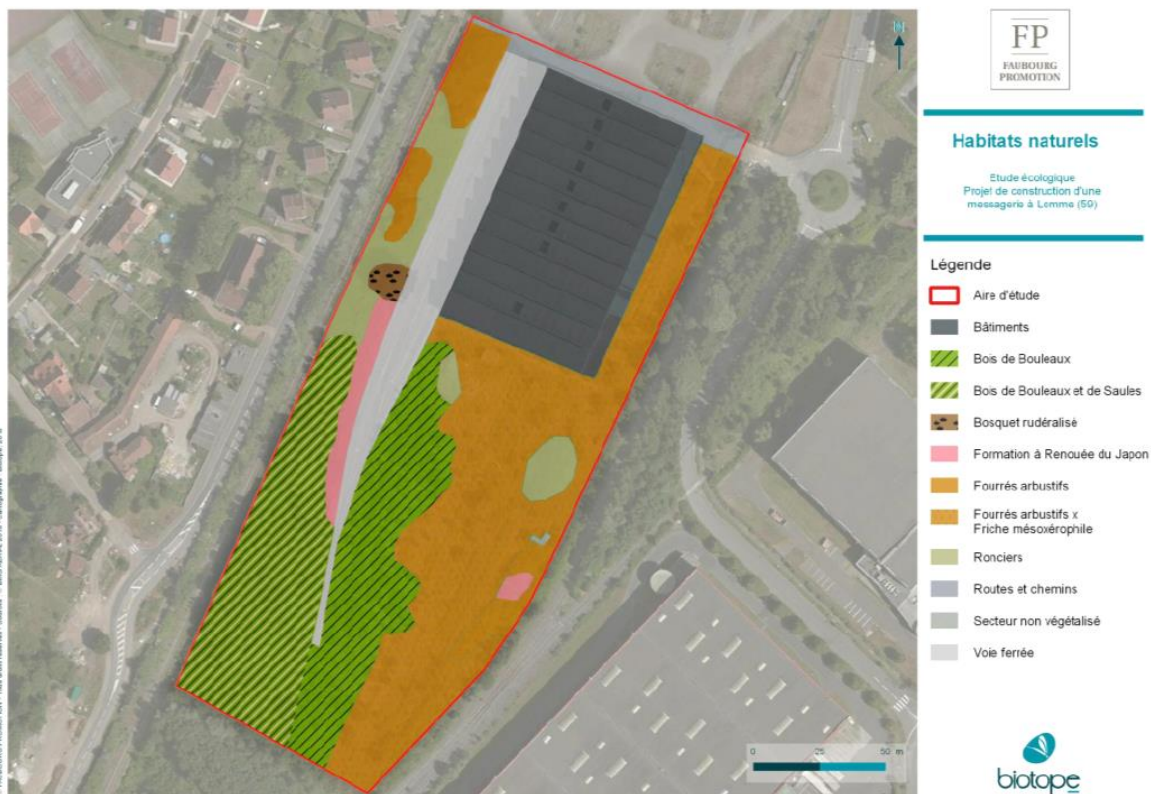 FP
FAUBOURG
PROMOTION
Habitats naturels
Etude écologique
Projet de construction d'une
messagerie à Lomme (59)
Légende
Aire d'étude
Bâtiments
Bois de Bouleaux
Bois de Bouleaux et de Saules
Bosquet rudéralisé
Formation à Renouée du Japon
Fourrés arbustifs
Fourrés arbustifs x
Friche mésoxérophile
Ronciers
Routes et chemins
Secteur non végétalisé
Voie ferrée
0 25 50 m
biotope